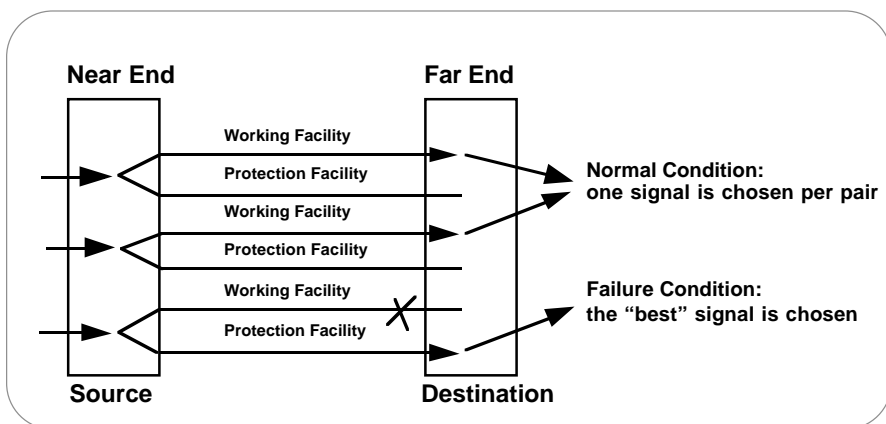 Near End
Far End
Working Facility
Protection Facility
Working Facility
Protection Facility
Working Facility
Protection Facility
Normal Condition:
one signal is chosen per pair
Failure Condition:
the “best” signal is chosen
Source
Destination